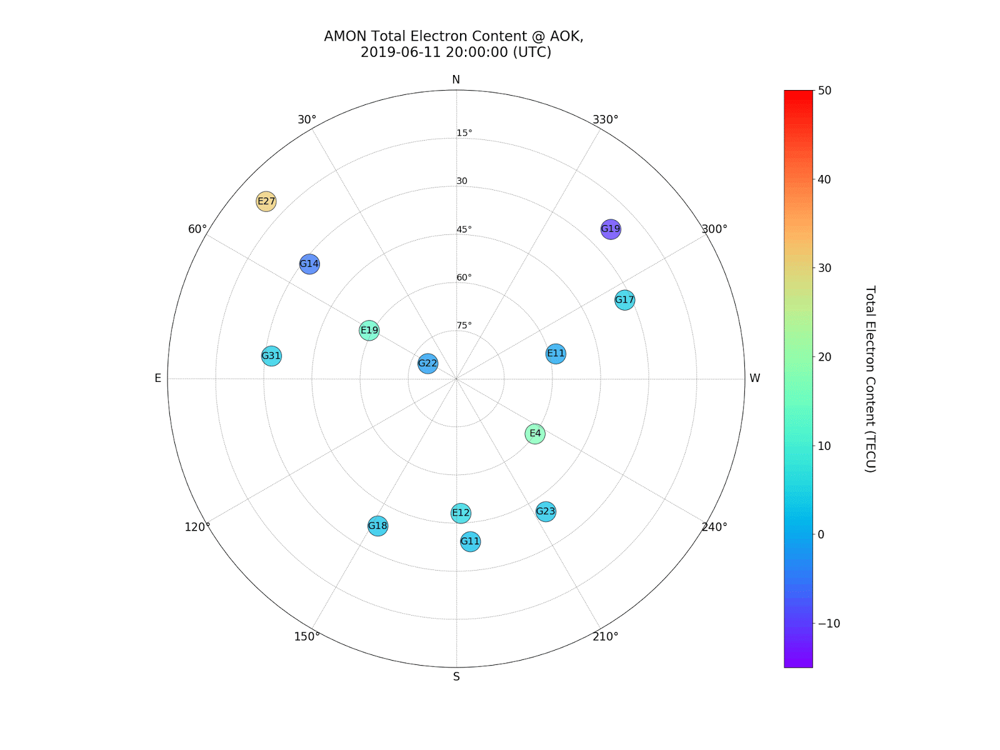 AMON Total Electron Content @ AOK,
2019-06-11 20:00:00 (UTC)
N
30°
330°
15°
30
E27
60°
G19
300°
45°
G14
60°
G17
75°
E19
E11
G31
G22
E
W
E4
E12
G23
G18
G11
120°
240°
150°
210°
S
50
40
30
20
10
0
−10
Total Electron Content (TECU)